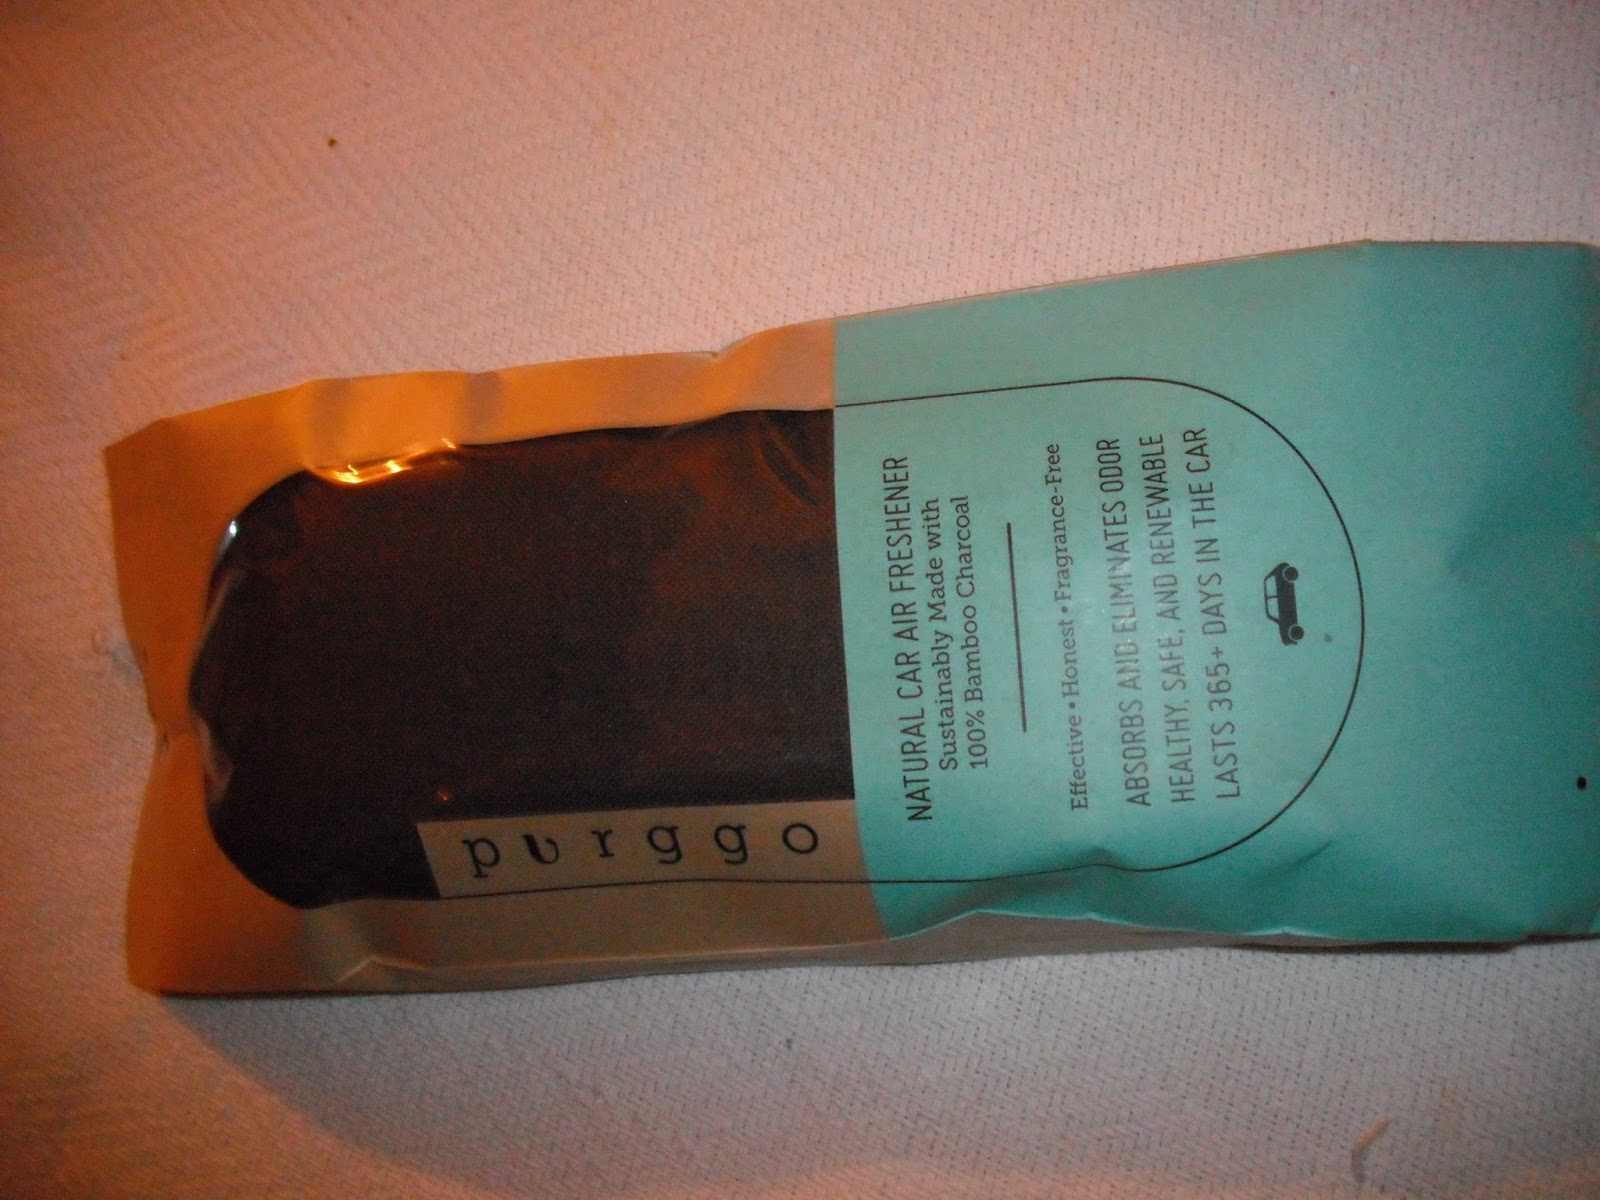 purggo
NATURAL CAR AIR FRESHENER
Sustainably Made with
100% Bamboo Charcoal
Effective • Honest • Fragrance-Free
ABSORBS AND ELIMINATES ODOR
HEALTHY, SAFE, AND RENEWABLE
LASTS 365+ DAYS IN THE CAR